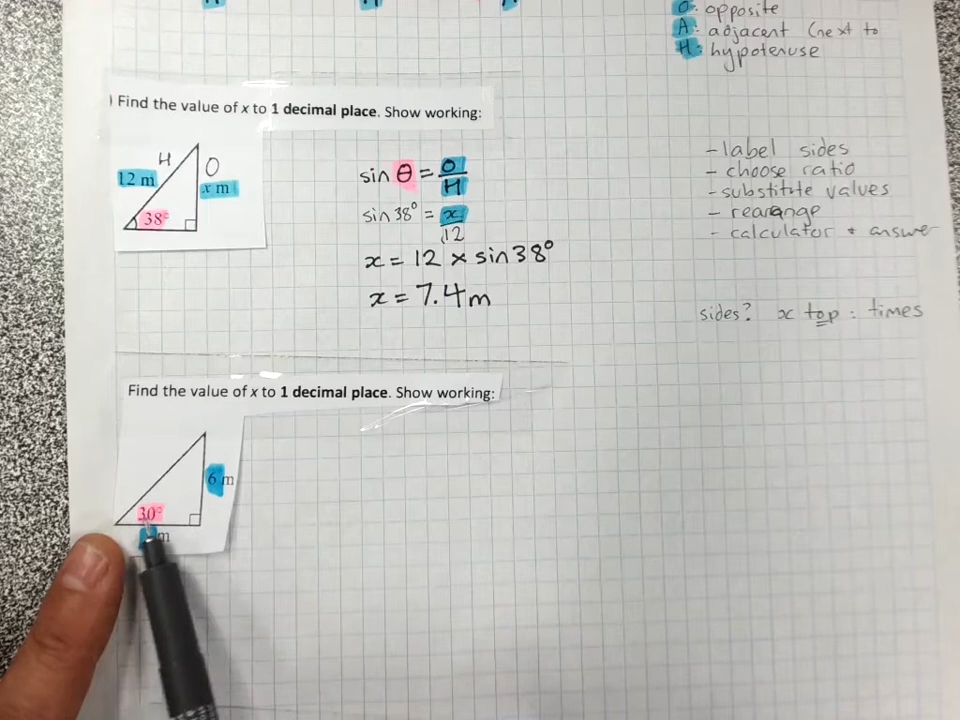 O: opposite
A: adjacent (next to
H: hypotenuse
) Find the value of x to 1 decimal place. Show working:
H
O
12 m
x m
38°
sin θ = O/H
sin 38° = x/12
x = 12 × sin 38°
x = 7.4m
- label sides
- choose ratio
- substitute values
- rearange
- calculator + answer
sides? x top : times
Find the value of x to 1 decimal place. Show working:
6 m
30°
m